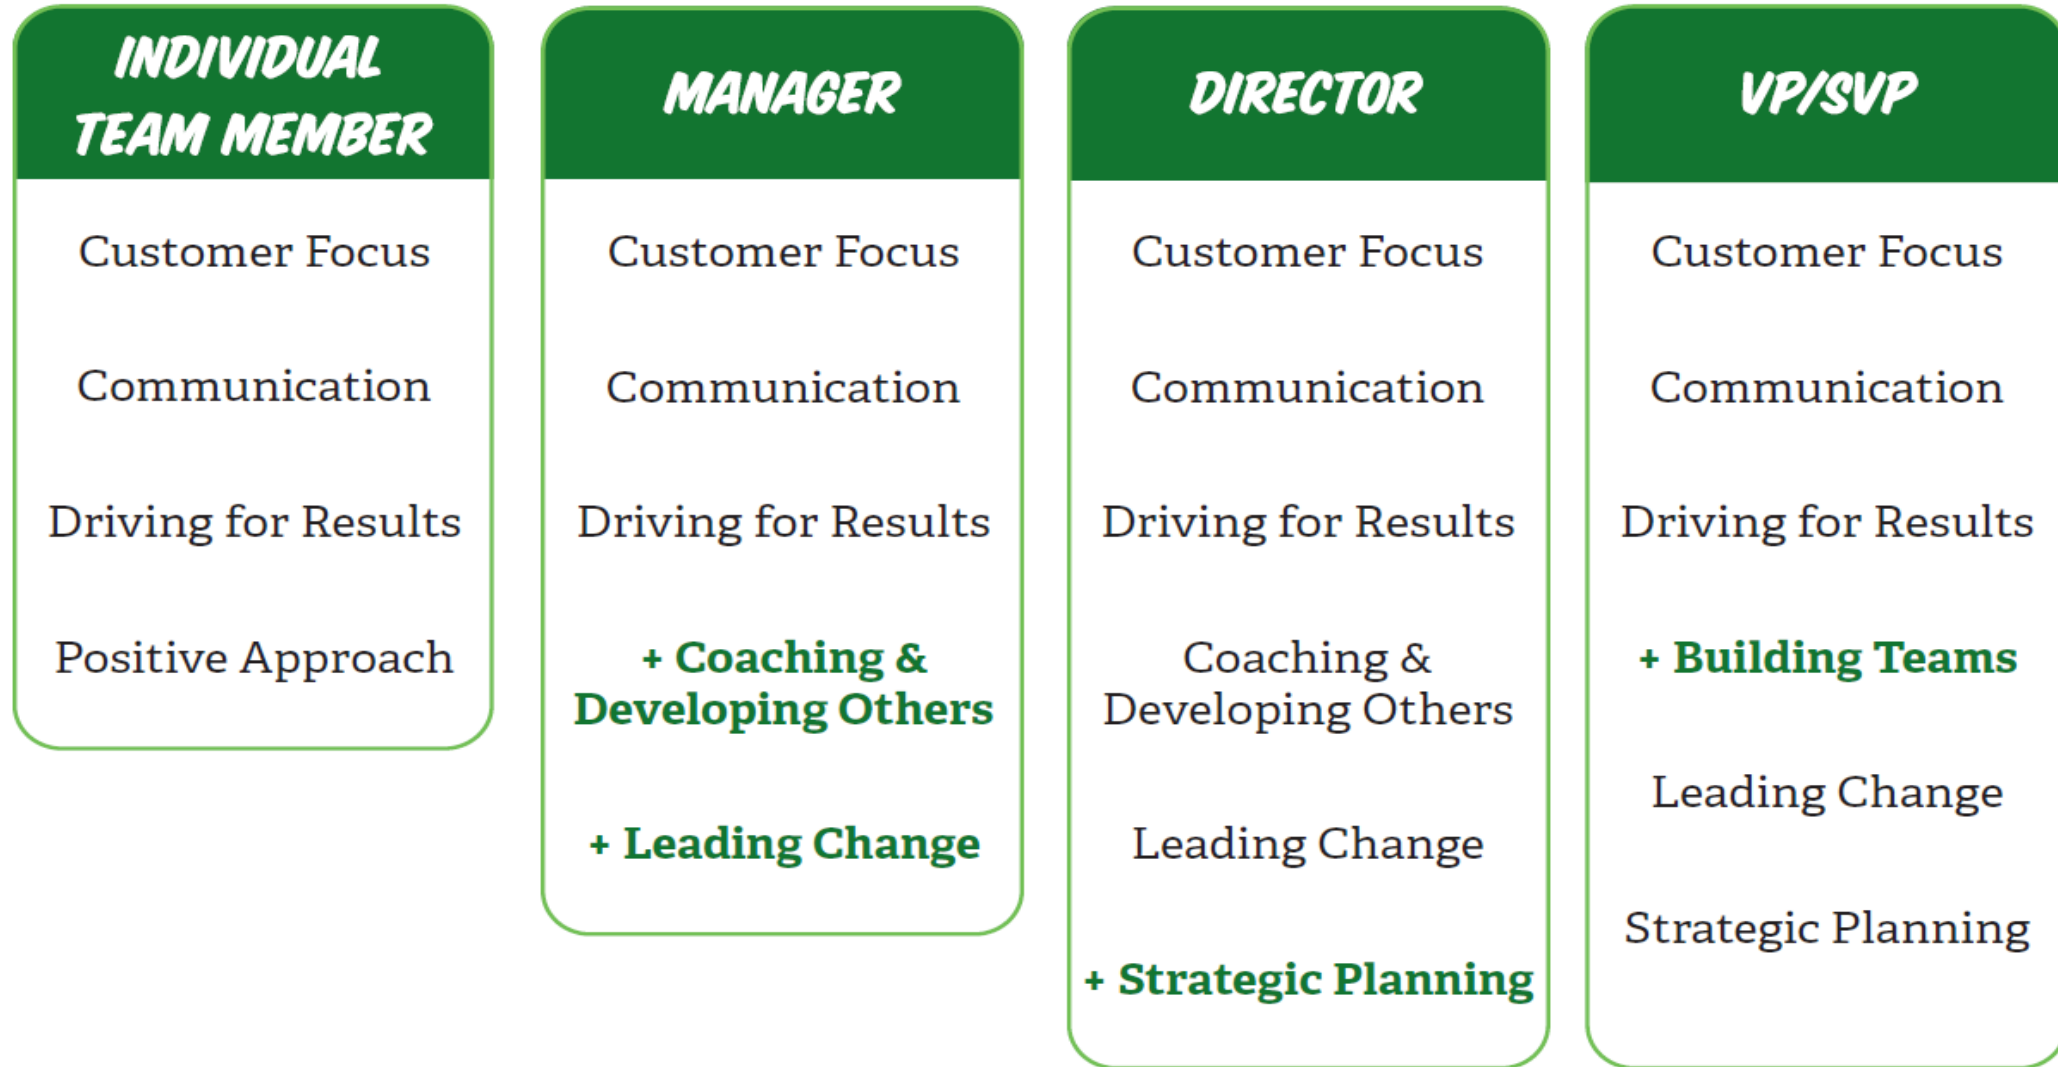 INDIVIDUAL
TEAM MEMBER
Customer Focus
Communication
Driving for Results
Positive Approach
MANAGER
Customer Focus
Communication
Driving for Results
+ Coaching &
Developing Others
+ Leading Change
DIRECTOR
Customer Focus
Communication
Driving for Results
Coaching &
Developing Others
Leading Change
+ Strategic Planning
VP/SVP
Customer Focus
Communication
Driving for Results
+ Building Teams
Leading Change
Strategic Planning